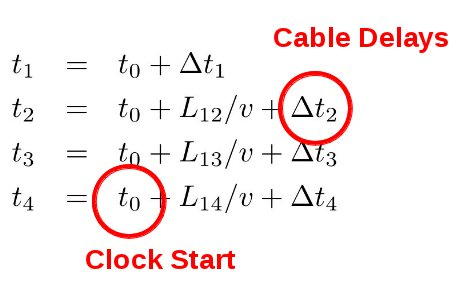 Cable Delays
t₁ = t₀ + Δt₁
t₂ = t₀ + L₁₂/v + Δt₂
t₃ = t₀ + L₁₃/v + Δt₃
t₄ = t₀ + L₁₄/v + Δt₄
Clock Start